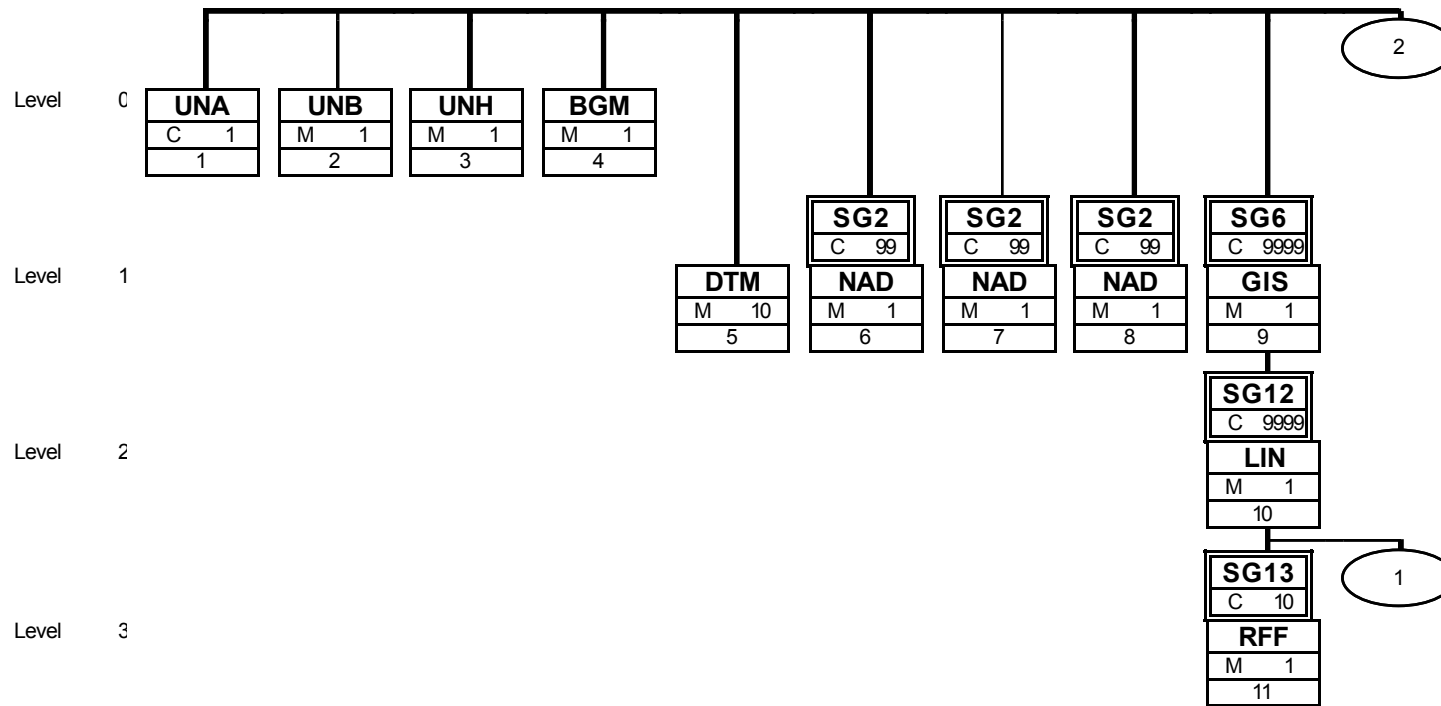 2
Level 0 UNA UNB UNH BGM
C 1 M 1 M 1 M 1
1 2 3 4
SG2 SG2 SG2 SG6
C 99 C 99 C 99 C 9999
Level 1 DTM NAD NAD NAD GIS
M 10 M 1 M 1 M 1 M 1
5 6 7 8 9
SG12
C 9999
Level 2 LIN
M 1
10
SG13 1
C 10
Level 3 RFF
M 1
11